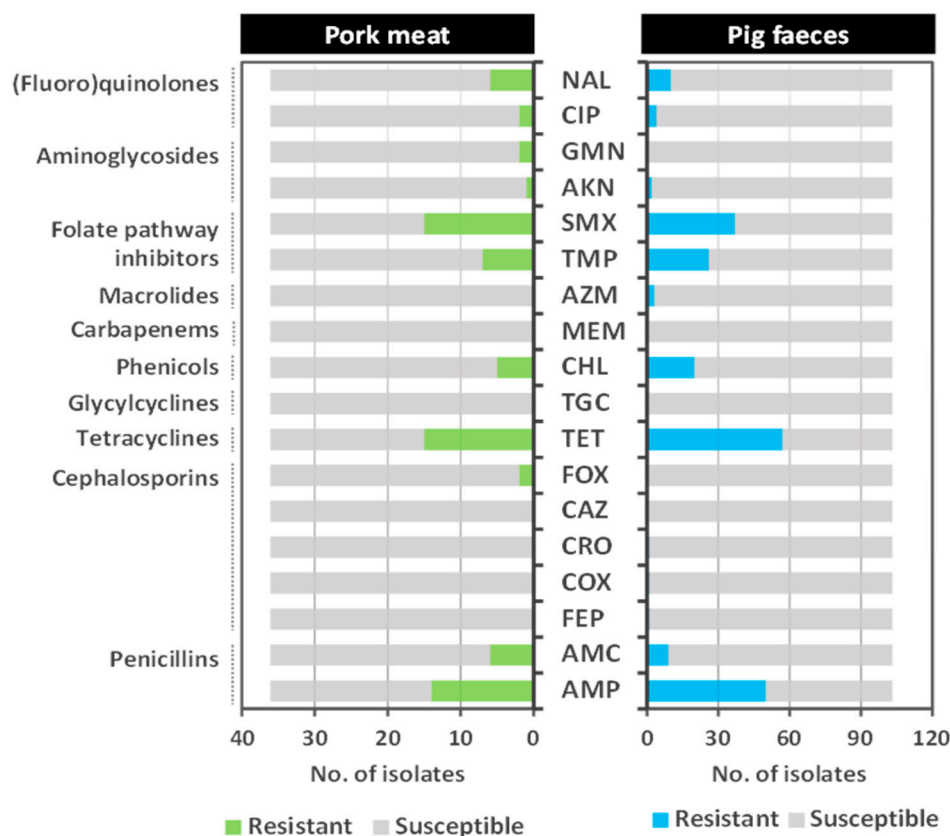 Pork meat
Pig faeces
(Fluoro)quinolones
NAL
CIP
Aminoglycosides
GMN
AKN
Folate pathway
inhibitors
SMX
TMP
Macrolides
AZM
Carbapenems
MEM
Phenicols
CHL
Glycylcyclines
TGC
Tetracyclines
TET
Cephalosporins
FOX
CAZ
CRO
COX
FEP
Penicillins
AMC
AMP
40 30 20 10 0
0 30 60 90 120
No. of isolates
No. of isolates
Resistant Susceptible
Resistant Susceptible